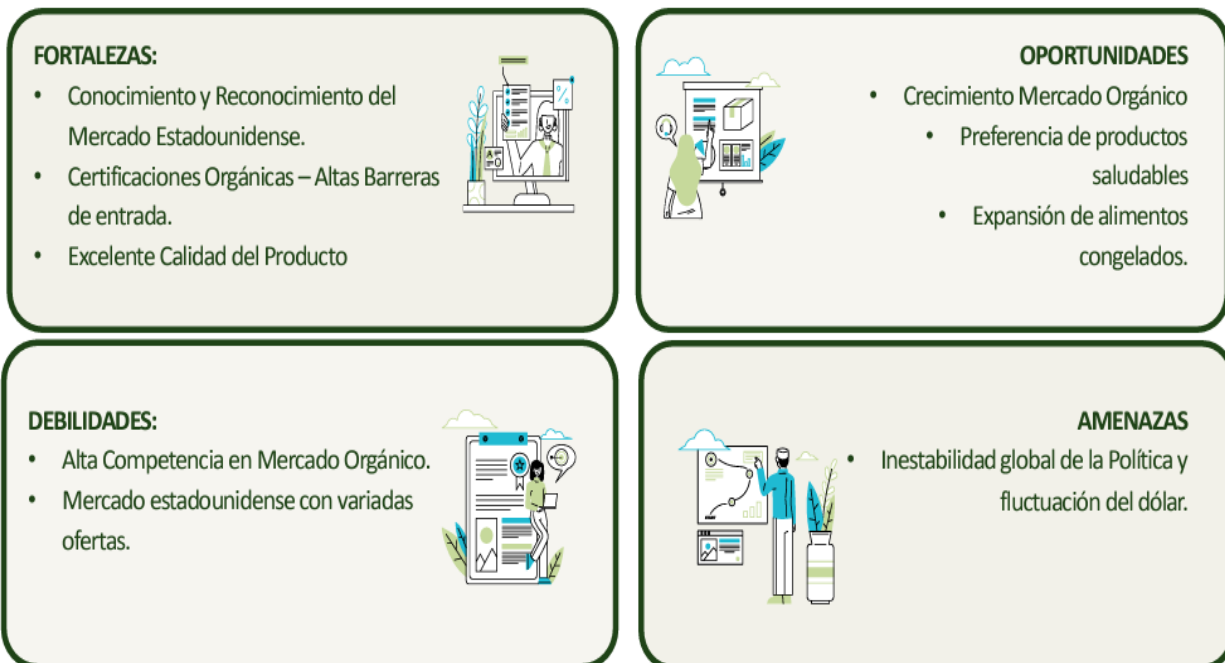 FORTALEZAS:
• Conocimiento y Reconocimiento del
Mercado Estadounidense.
• Certificaciones Orgánicas – Altas Barreras
de entrada.
• Excelente Calidad del Producto
OPORTUNIDADES
• Crecimiento Mercado Orgánico
• Preferencia de productos
saludables
• Expansión de alimentos
congelados.
DEBILIDADES:
• Alta Competencia en Mercado Orgánico.
• Mercado estadounidense con variadas
ofertas.
AMENAZAS
• Inestabilidad global de la Política y
fluctuación del dólar.